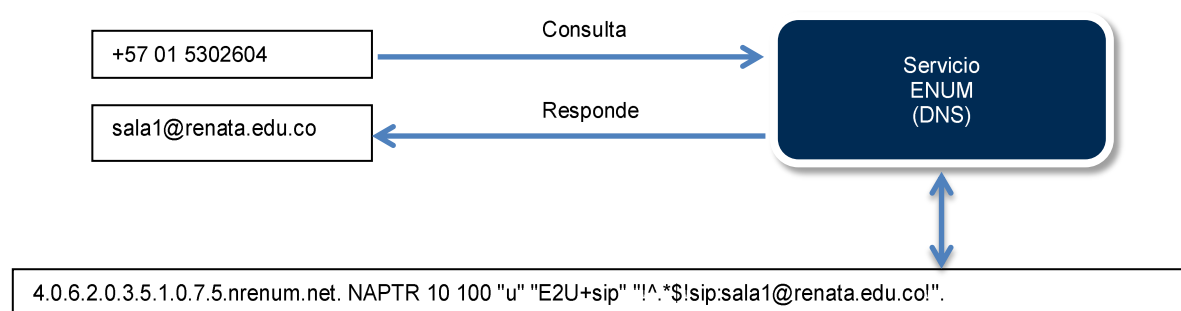 Consulta
+57 01 5302604
Servicio
ENUM
(DNS)
Responde
sala1@renata.edu.co
4.0.6.2.0.3.5.1.0.7.5.nrenum.net. NAPTR 10 100 "u" "E2U+sip" "!^.*$!sip:sala1@renata.edu.co!".